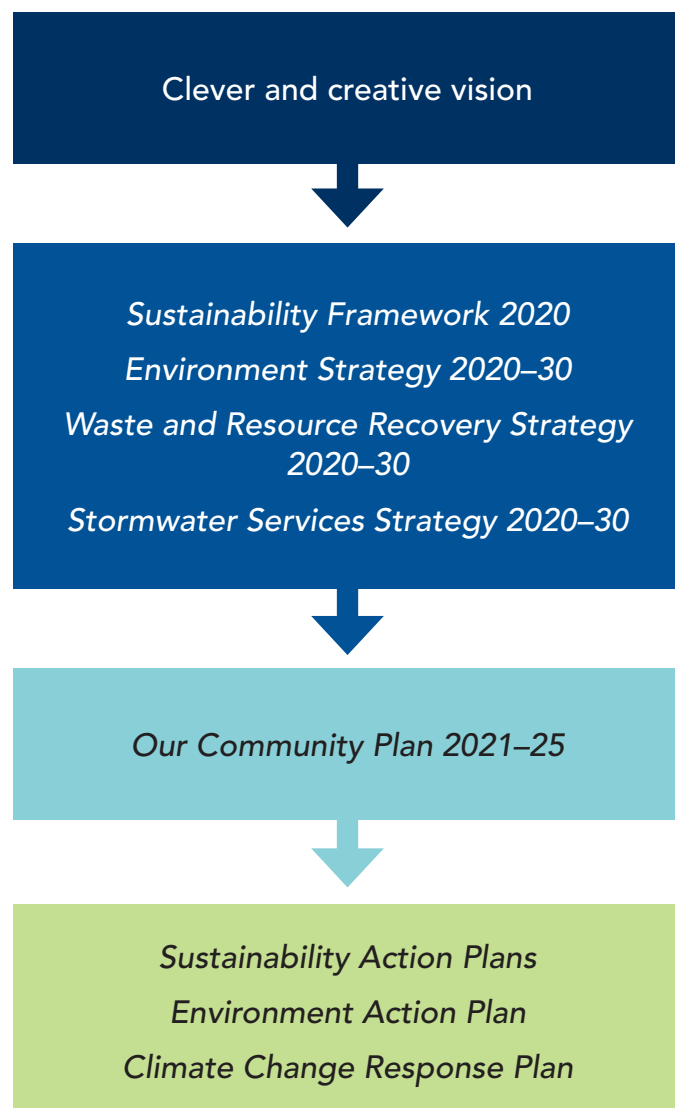 Clever and creative vision
Sustainability Framework 2020
Environment Strategy 2020–30
Waste and Resource Recovery Strategy
2020–30
Stormwater Services Strategy 2020–30
Our Community Plan 2021–25
Sustainability Action Plans
Environment Action Plan
Climate Change Response Plan